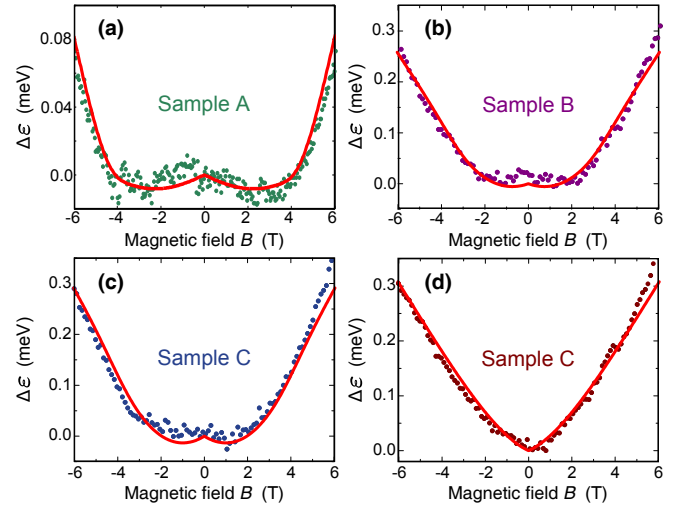 (a)
Sample A
0.08
0.04
0.0
Δε (meV)
-6 -4 -2 0 2 4 6
Magnetic field B (T)
(b)
Sample B
0.3
0.2
0.1
0.0
Δε (meV)
-6 -4 -2 0 2 4 6
Magnetic field B (T)
(c)
Sample C
0.3
0.2
0.1
0.0
Δε (meV)
-6 -4 -2 0 2 4 6
Magnetic field B (T)
(d)
Sample C
0.3
0.2
0.1
0.0
Δε (meV)
-6 -4 -2 0 2 4 6
Magnetic field B (T)